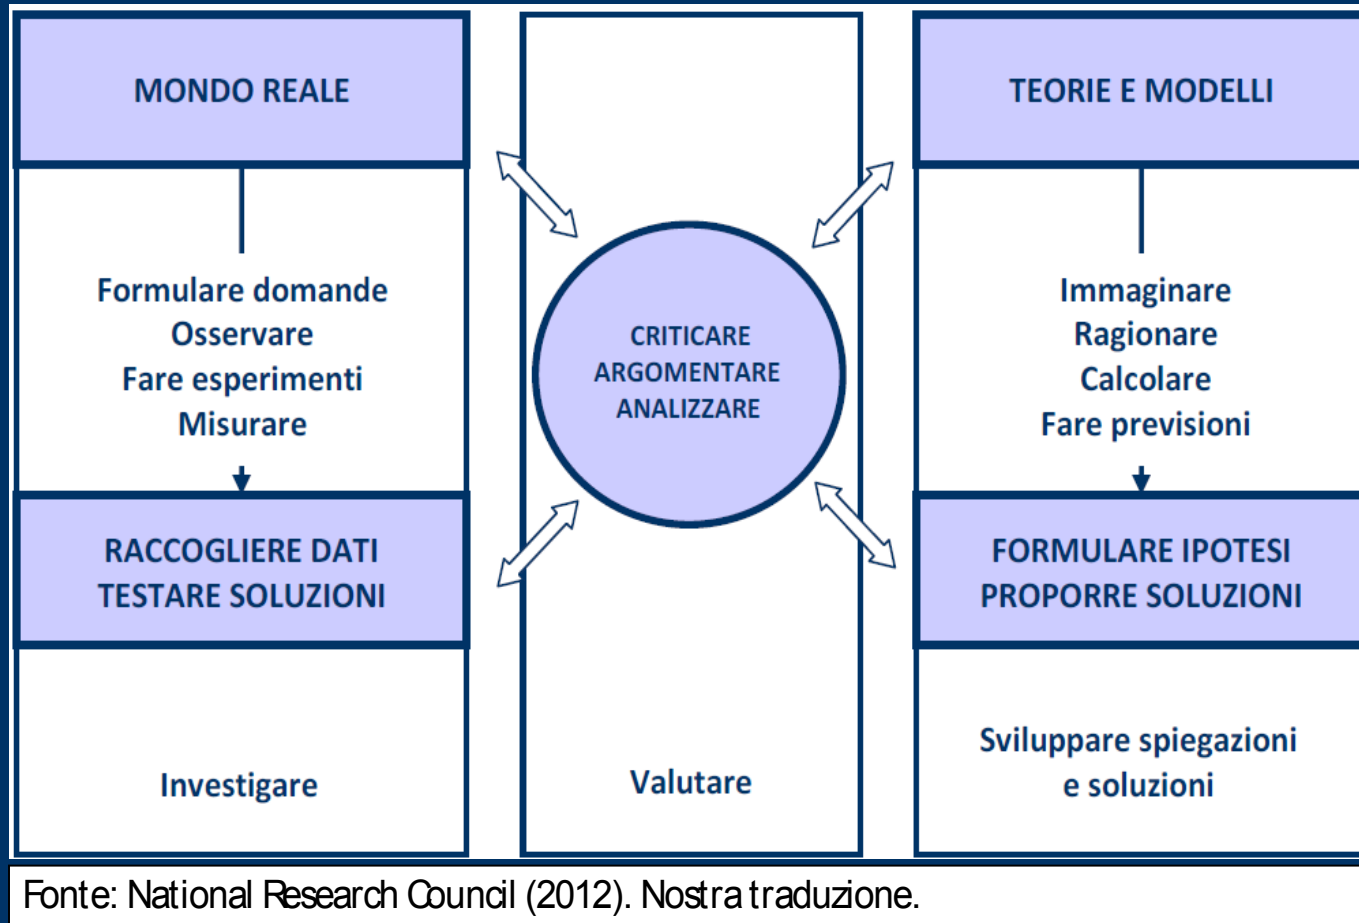 MONDO REALE
Formulare domande
Osservare
Fare esperimenti
Misurare
RACCOGLIERE DATI
TESTARE SOLUZIONI
Investigare
CRITICARE
ARGOMENTARE
ANALIZZARE
Valutare
TEORIE E MODELLI
Immaginare
Ragionare
Calcolare
Fare previsioni
FORMULARE IPOTESI
PROPORRE SOLUZIONI
Sviluppare spiegazioni
e soluzioni
Fonte: National Research Council (2012). Nostra traduzione.